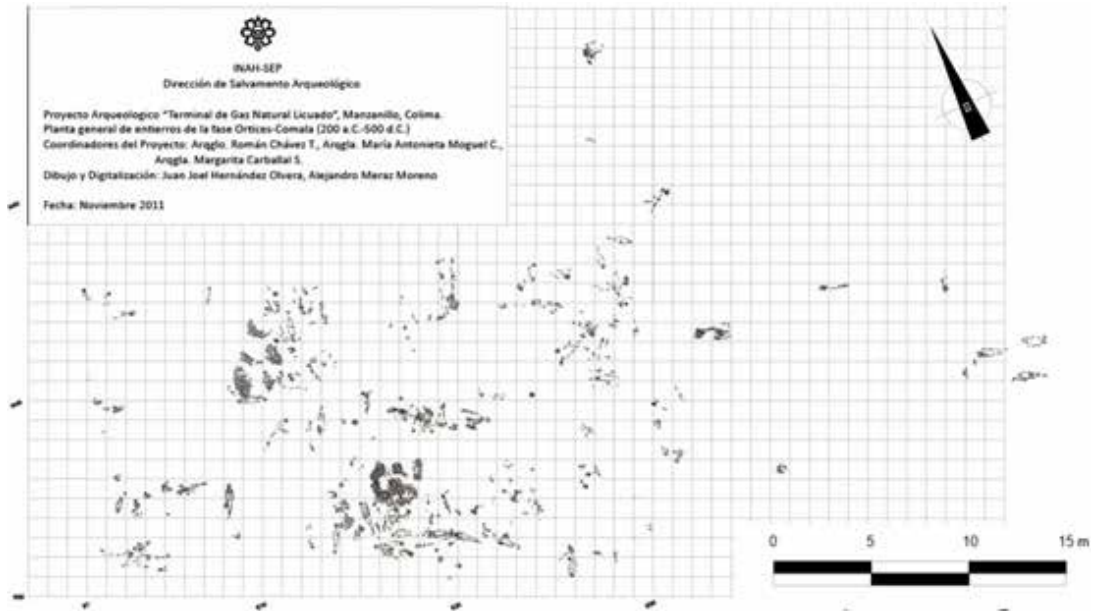 INAH-SEP
Dirección de Salvamento Arqueológico
Proyecto Arqueologico "Terminal de Gas Natural Licuado", Manzanillo, Colima.
Planta general de entierros de la fase Ortices-Comala (200 a.C.-500 d.C.)
Coordinadores del Proyecto: Arqglo. Román Chávez T., Arqgla. María Antonieta Moguel C.,
Arqgla. Margarita Carballal S.
Dibujo y Digitalización: Juan Joel Hernández Olvera, Alejandro Meraz Moreno
Fecha: Noviembre 2011
0 5 10 15 m